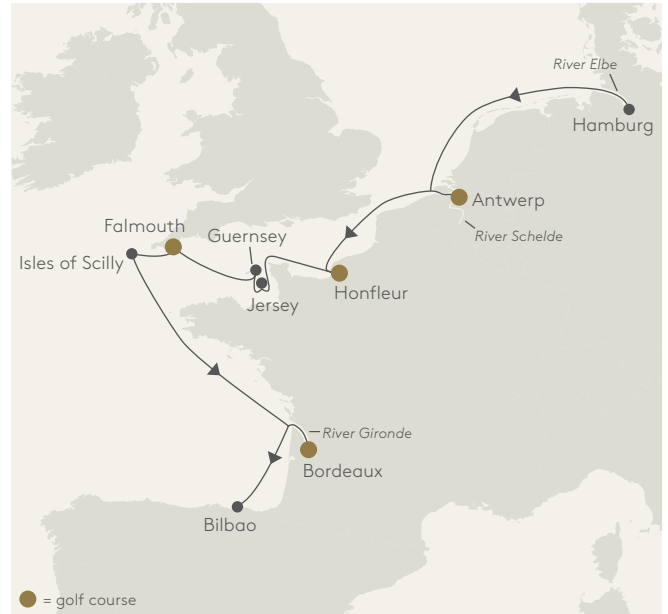 River Elbe
Hamburg
Antwerp
River Schelde
Falmouth
Guernsey
Isles of Scilly
Honfleur
Jersey
River Gironde
Bordeaux
Bilbao
= golf course